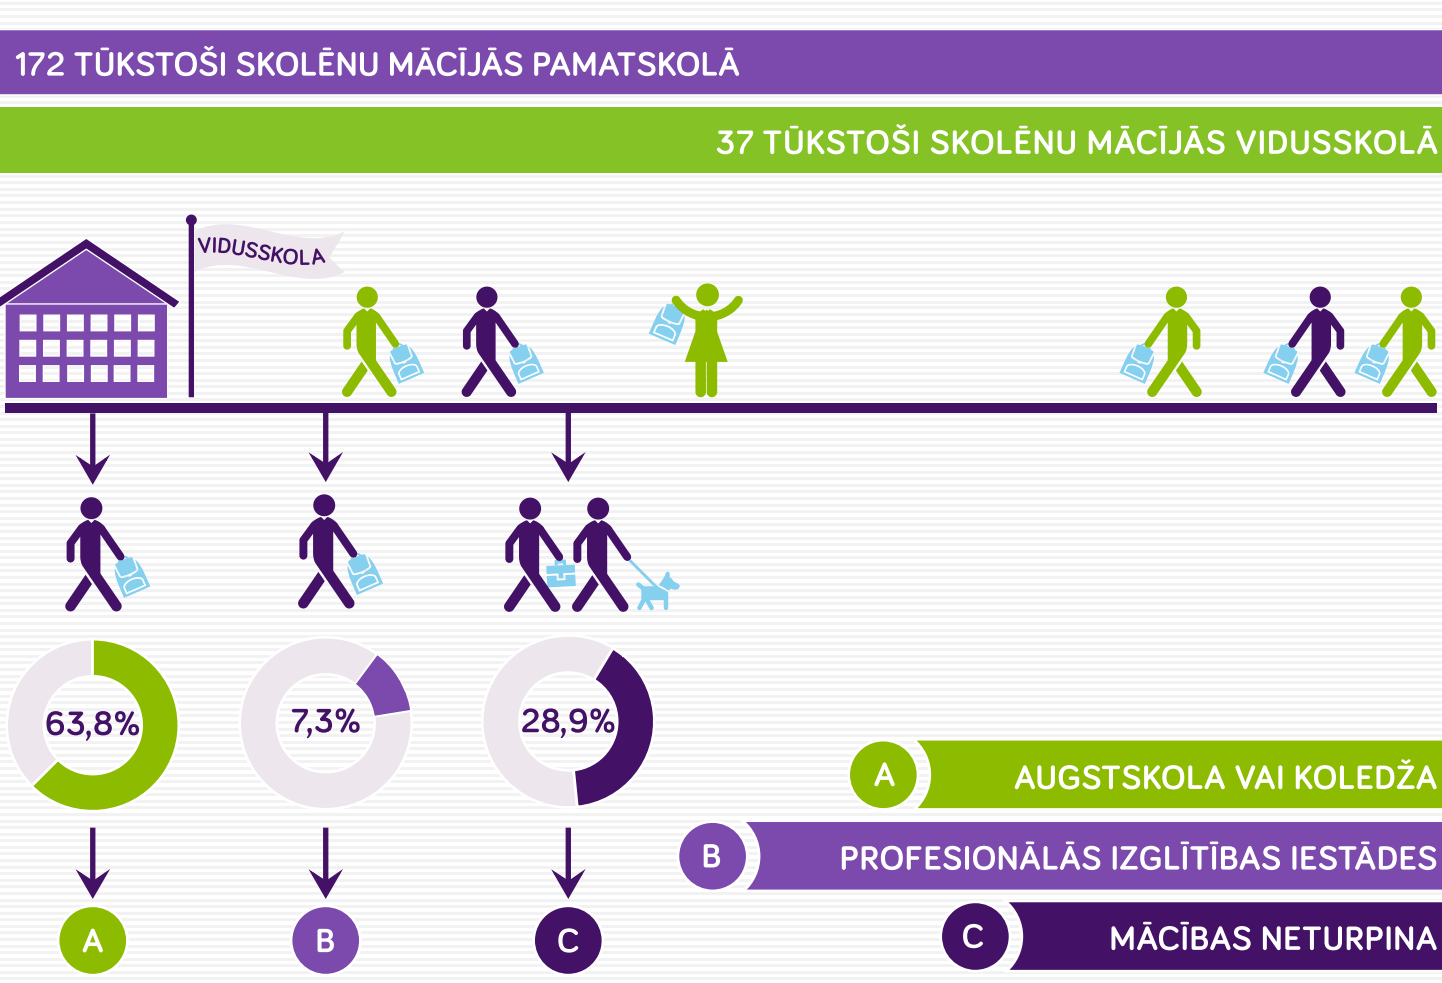 172 TŪKSTOŠI SKOLĒNU MĀCĪJĀS PAMATSKOLĀ
37 TŪKSTOŠI SKOLĒNU MĀCĪJĀS VIDUSSKOLĀ
VIDUSSKOLA
63,8%
7,3%
28,9%
A
B
C
A AUGSTSKOLA VAI KOLEDŽA
B PROFESIONĀLĀS IZGLĪTĪBAS IESTĀDES
C MĀCĪBAS NETURPINA